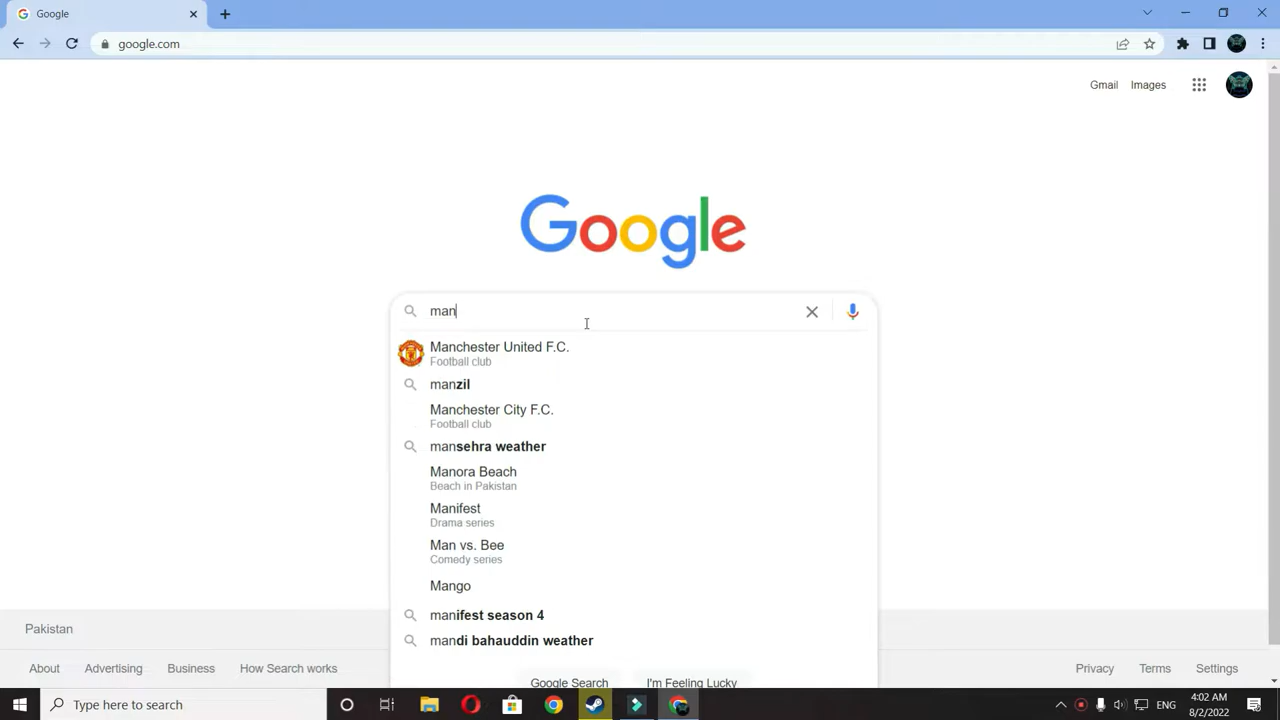 Google
google.com
Gmail Images
Google
man
Manchester United F.C.
Football club
manzil
Manchester City F.C.
Football club
mansehra weather
Manora Beach
Beach in Pakistan
Manifest
Drama series
Man vs. Bee
Comedy series
Mango
manifest season 4
mandi bahauddin weather
Google Search I'm Feeling Lucky
Pakistan
About Advertising Business How Search works Privacy Terms Settings
Type here to search
ENG
4:02 AM
8/2/2022